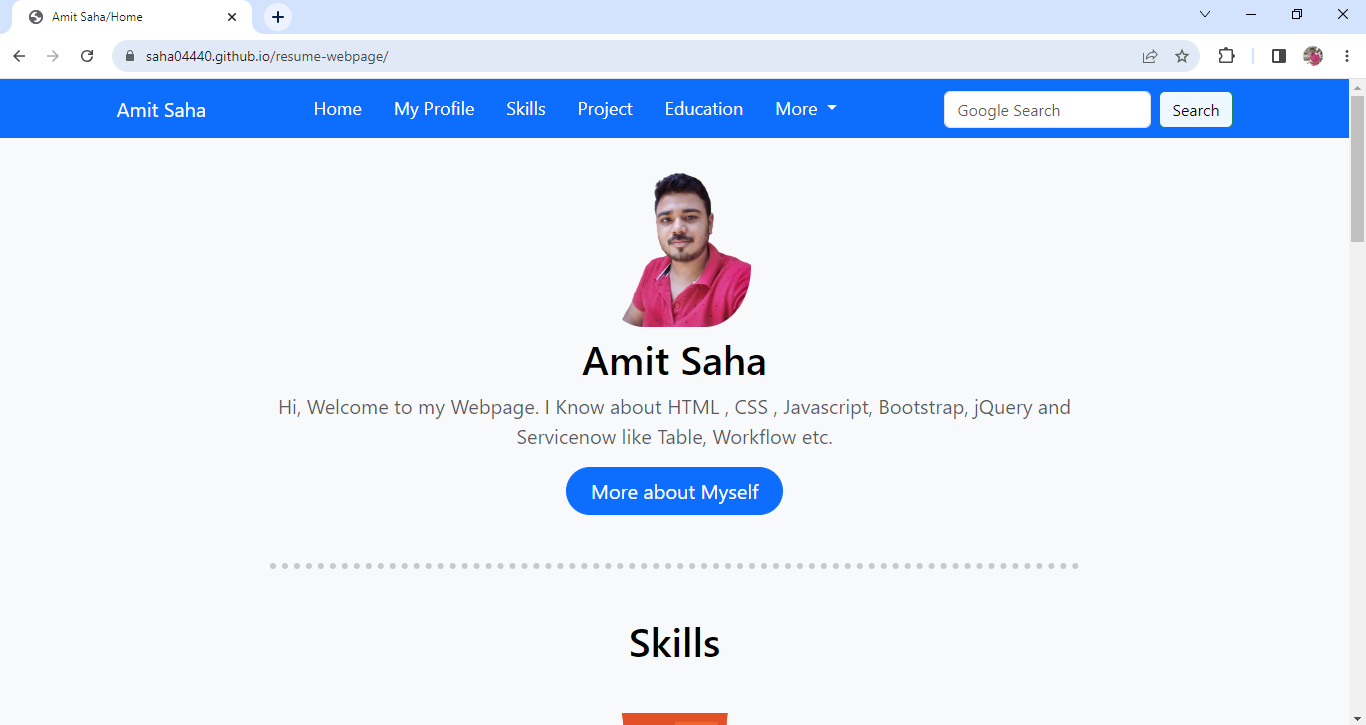 Amit Saha/Home
saha04440.github.io/resume-webpage/
Amit Saha Home My Profile Skills Project Education More Google Search Search
Amit Saha
Hi, Welcome to my Webpage. I Know about HTML , CSS , Javascript, Bootstrap, jQuery and
Servicenow like Table, Workflow etc.
More about Myself
Skills